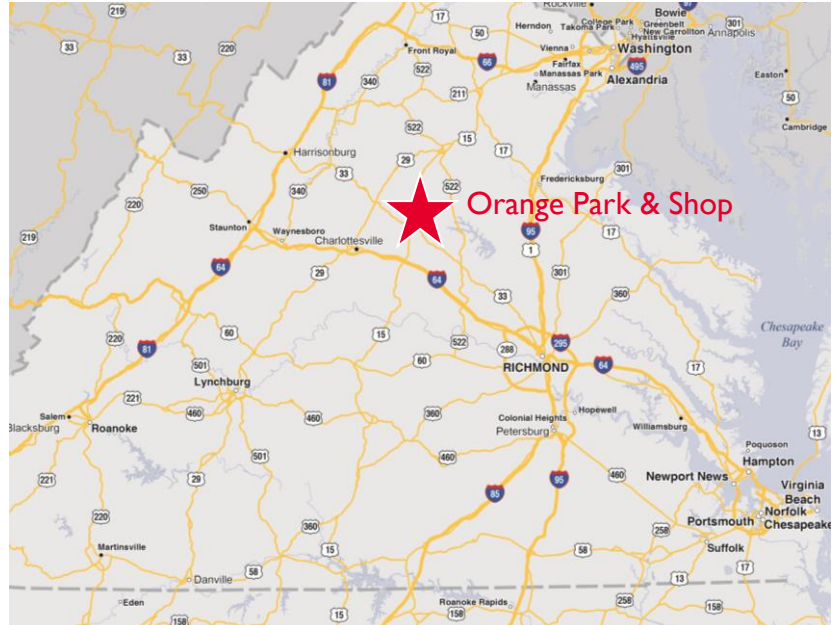 219
33
220
17
50
Herndon
Takoma Park
College Park
Bowie
Greenbelt
New Carrollton
Annapolis
301
97
Rockville
Hyattsville
Vienna
Washington
Front Royal
522
66
Fairfax
Manassas Park
495
Alexandria
Manassas
Easton
50
Cambridge
81
340
211
522
15
17
301
Harrisonburg
29
33
340
522
Fredericksburg
250
220
Staunton
Waynesboro
Charlottesville
Orange Park & Shop
95
1
17
219
64
29
64
301
360
33
Chesapeake
Bay
220
81
60
15
522
288
295
RICHMOND
64
501
60
17
Lynchburg
221
460
460
360
Colonial Heights
Hopewell
Petersburg
Williamsburg
Salem
Blacksburg
Roanoke
13
Poquoson
Hampton
501
460
460
Newport News
Virginia
Beach
221
29
85
95
Norfolk
Portsmouth
Chesapeake
220
360
258
Suffolk
Martinsville
15
58
58
17
13
Danville
Eden
Roanoke Rapids
15
158
158
258
158